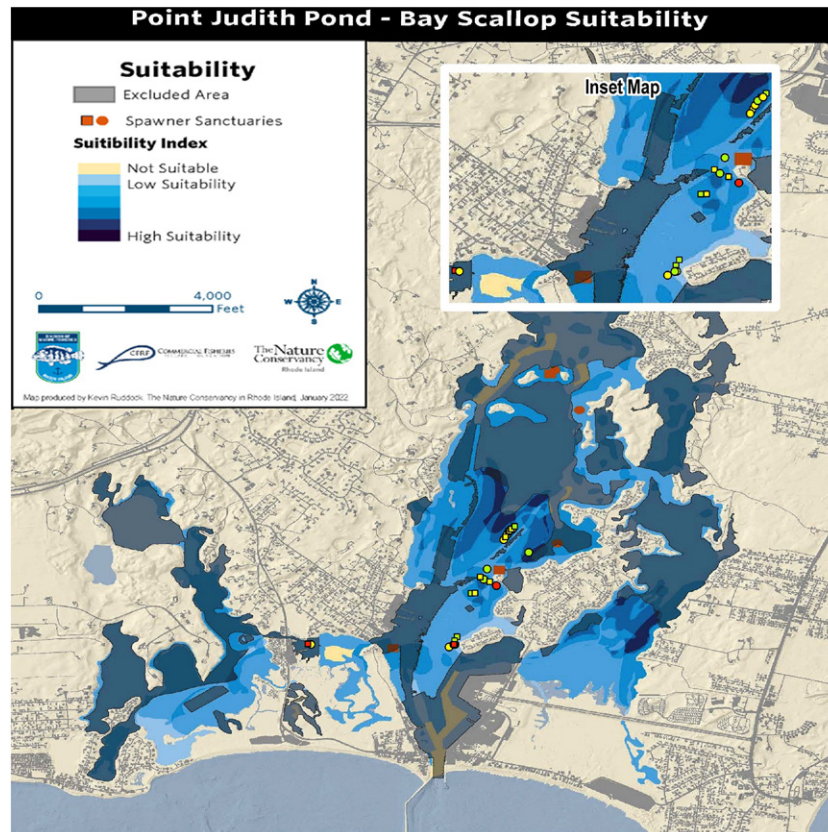 Point Judith Pond - Bay Scallop Suitability
Suitability
Excluded Area
Spawner Sanctuaries
Suitibility Index
Not Suitable
Low Suitability
High Suitability
0 4,000
Feet
N
W E
S
CFRF COMMERCIAL FISHERIES
The Nature
Conservancy
Rhode Island
Map produced by Kevin Ruddock. The Nature Conservancy in Rhode Island, January 2022
Inset Map